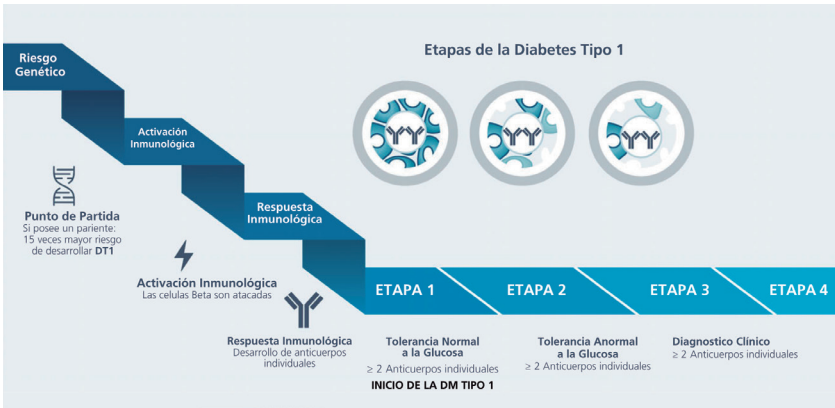 Etapas de la Diabetes Tipo 1
Riesgo
Genético
Activación
Inmunológica
Respuesta
Inmunológica
Punto de Partida
Si posee un pariente:
15 veces mayor riesgo
de desarrollar DT1
Activación Inmunológica
Las celulas Beta son atacadas
Respuesta Inmunológica
Desarrollo de anticuerpos
individuales
ETAPA 1
ETAPA 2
ETAPA 3
ETAPA 4
Tolerancia Normal
a la Glucosa
≥ 2 Anticuerpos individuales
INICIO DE LA DM TIPO 1
Tolerancia Anormal
a la Glucosa
≥ 2 Anticuerpos individuales
Diagnostico Clínico
≥ 2 Anticuerpos individuales